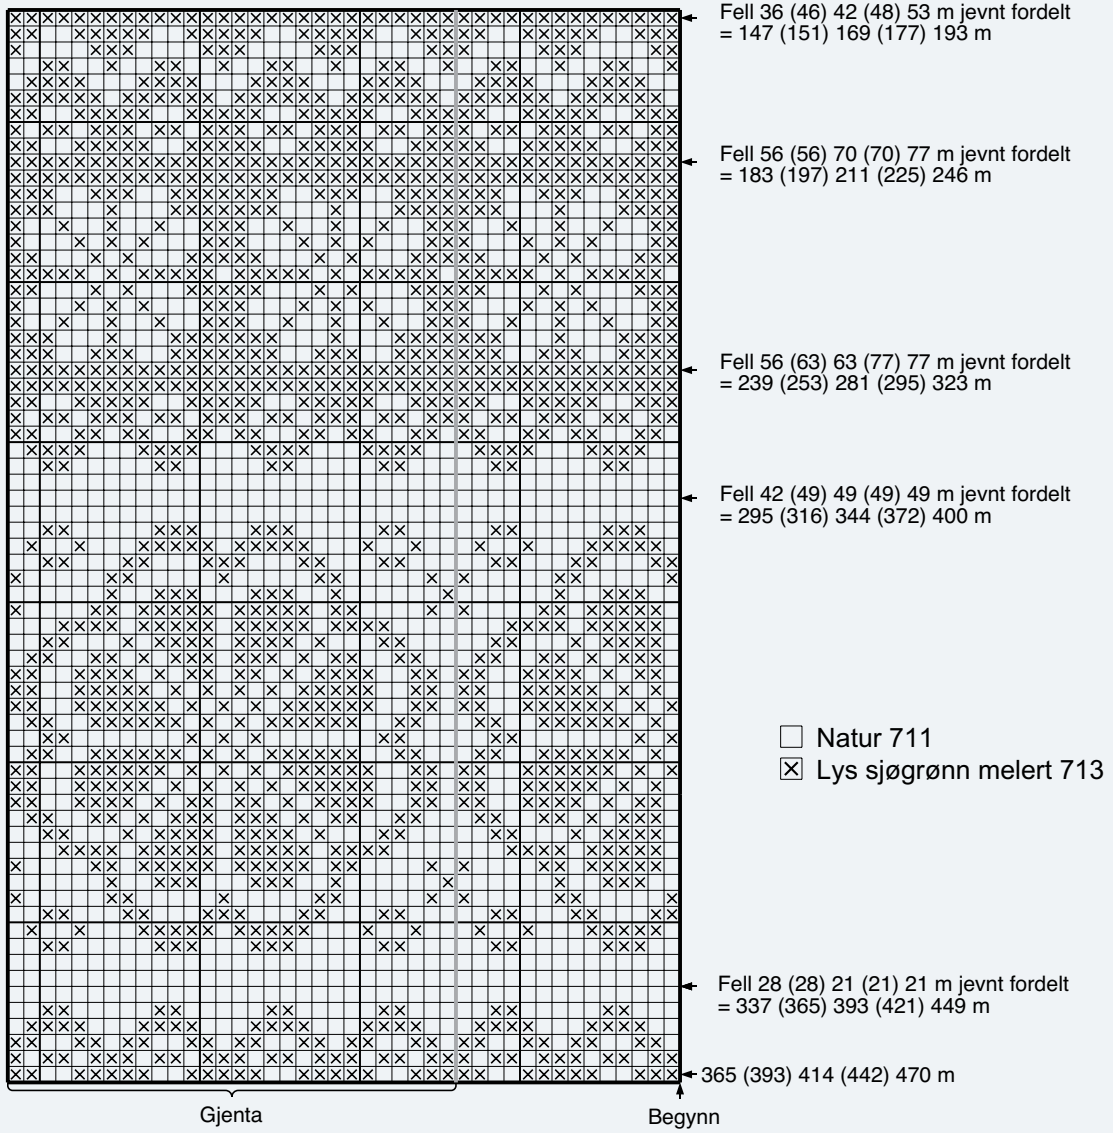 Fell 36 (46) 42 (48) 53 m jevnt fordelt
= 147 (151) 169 (177) 193 m
Fell 56 (56) 70 (70) 77 m jevnt fordelt
= 183 (197) 211 (225) 246 m
Fell 56 (63) 63 (77) 77 m jevnt fordelt
= 239 (253) 281 (295) 323 m
Fell 42 (49) 49 (49) 49 m jevnt fordelt
= 295 (316) 344 (372) 400 m
Natur 711
Lys sjøgrønn melert 713
Fell 28 (28) 21 (21) 21 m jevnt fordelt
= 337 (365) 393 (421) 449 m
365 (393) 414 (442) 470 m
Gjenta
Begynn